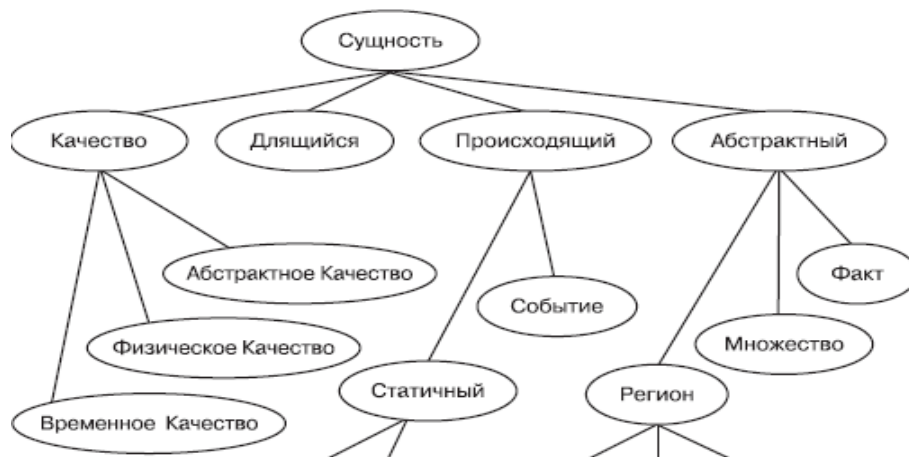 Сущность
Качество
Длящийся
Происходящий
Абстрактный
Абстрактное Качество
Факт
Событие
Физическое Качество
Множество
Статичный
Регион
Временное Качество